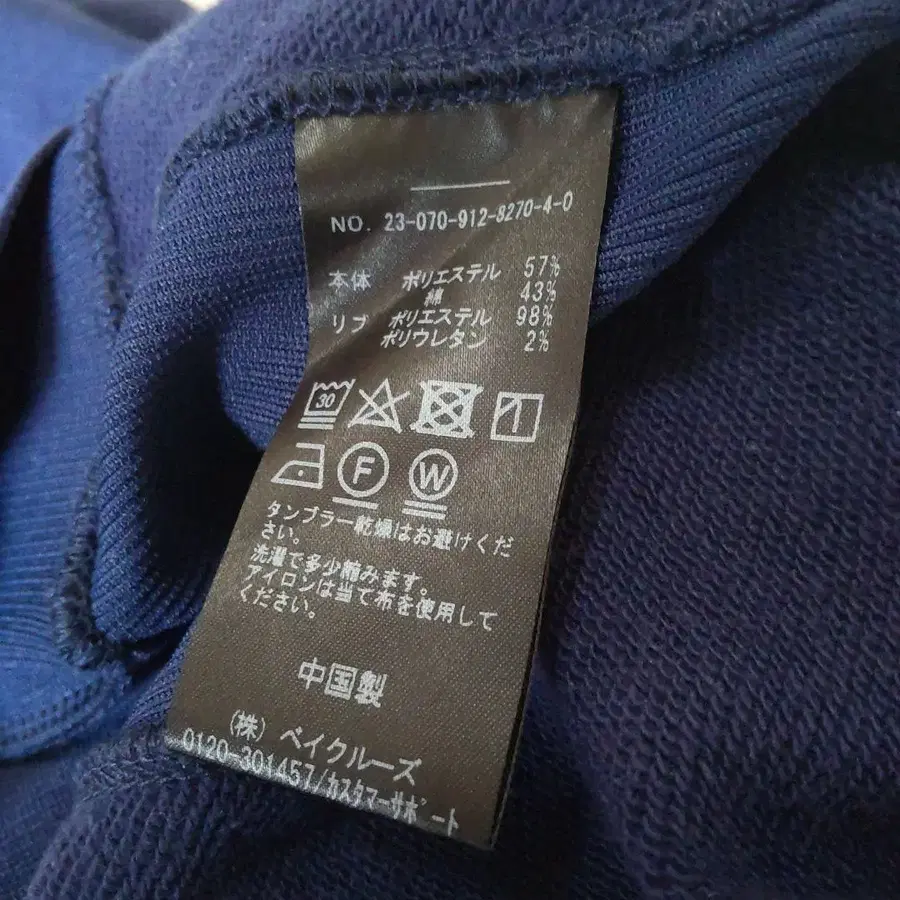 NO. 23-070-912-8270-4-0
本体 ポリエステル 57%
綿 43%
リブ ポリエステル 98%
ポリウレタン 2%
30
F W
タンブラー乾燥はお避けくだ
さい。
洗濯で多少縮みます。
アイロンは当て布を使用して
ください。
中国製
(株) ベイクルーズ
0120-301457/カスタマーサポート